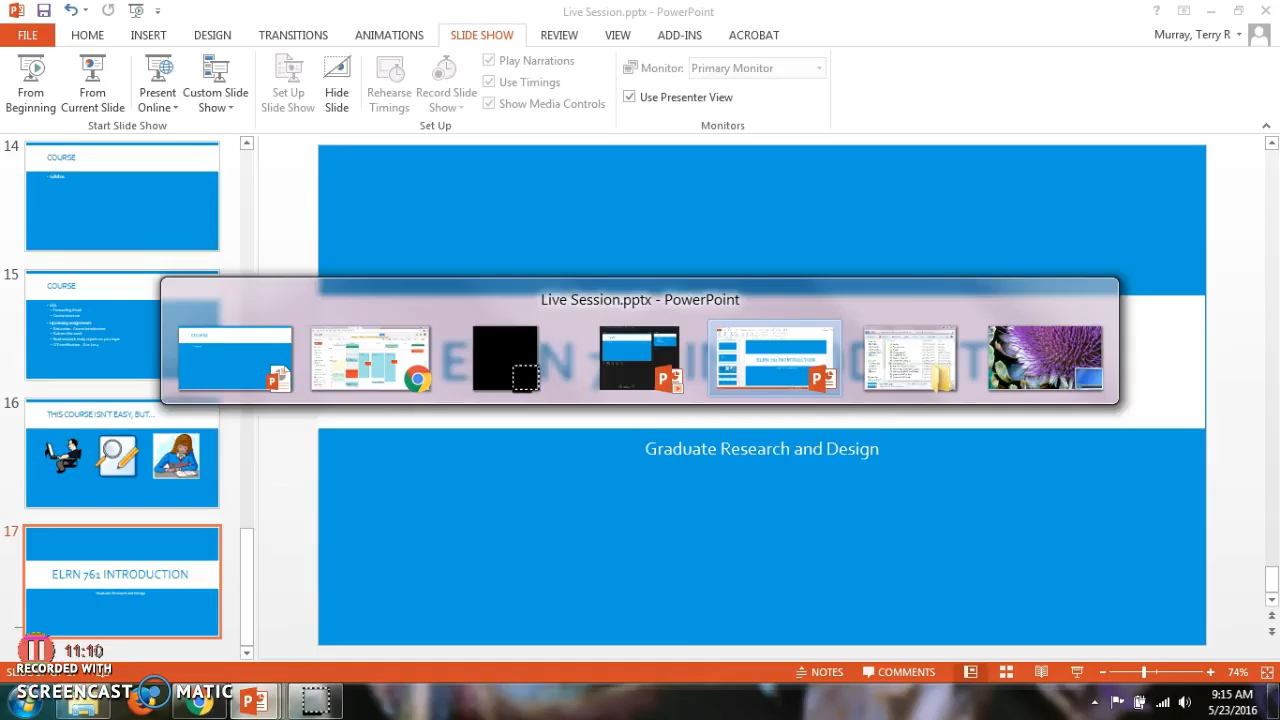 Live Session.pptx - PowerPoint
FILE HOME INSERT DESIGN TRANSITIONS ANIMATIONS SLIDE SHOW REVIEW VIEW ADD-INS ACROBAT
Murray, Terry R
From Beginning
From Current Slide
Present Online
Custom Slide Show
Start Slide Show
Set Up Slide Show
Hide Slide
Rehearse Timings
Record Slide Show
Play Narrations
Use Timings
Show Media Controls
Set Up
Monitor: Primary Monitor
Use Presenter View
Monitors
14
COURSE
15
COURSE
16
THIS COURSE ISN'T EASY, BUT...
17
ELRN 761 INTRODUCTION
Graduate Research and Design
Live Session.pptx - PowerPoint
Graduate Research and Design
11:10
RECORDED WITH
SCREENCAST MATIC
NOTES COMMENTS 74%
9:15 AM
5/23/2016